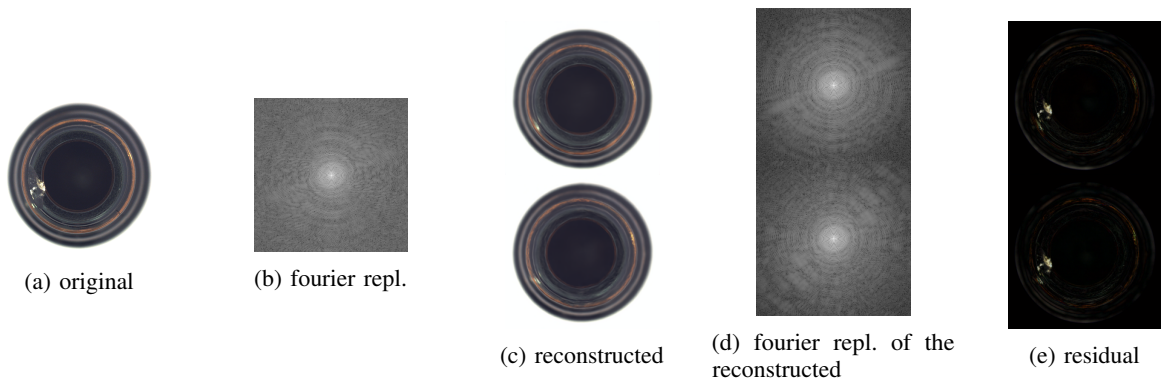 (a) original
(b) fourier repl.
(c) reconstructed
(d) fourier repl. of the
reconstructed
(e) residual